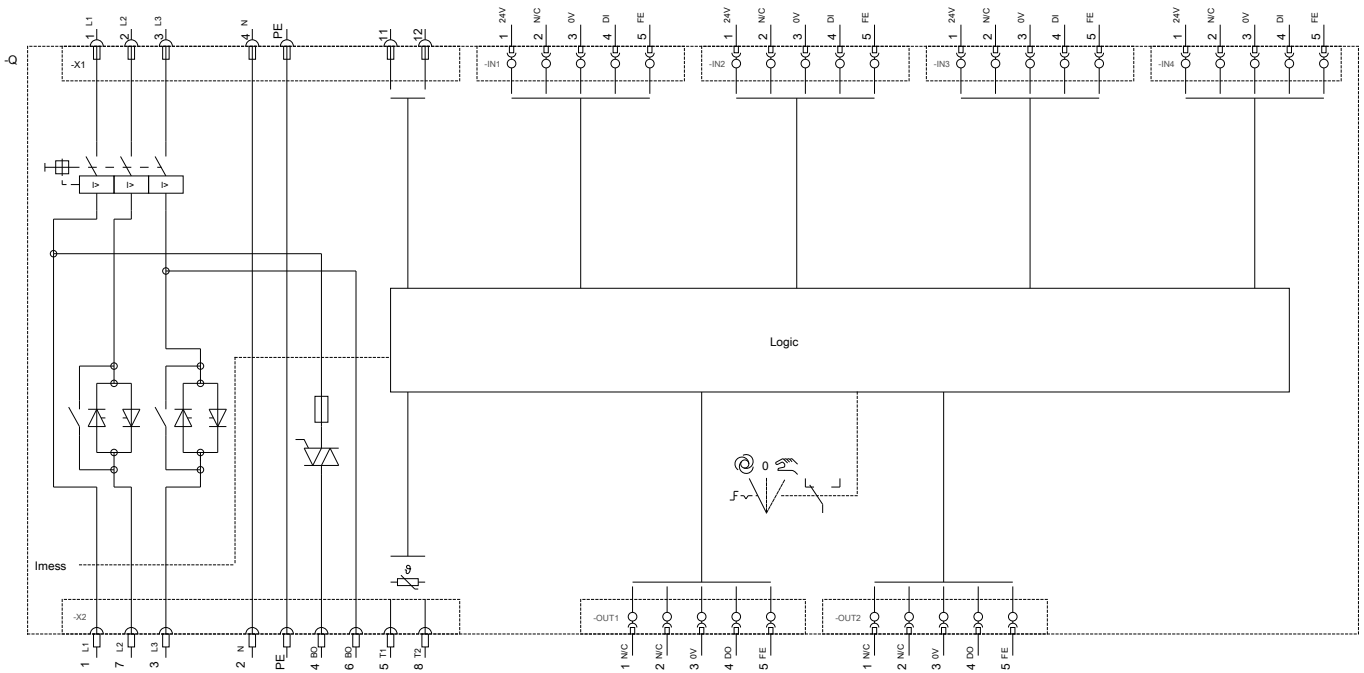 L1 L2 L3 N PE 11 12
1 2 3 4
24V N/C 0V DI FE
1 2 3 4 5
24V N/C 0V DI FE
1 2 3 4 5
24V N/C 0V DI FE
1 2 3 4 5
24V N/C 0V DI FE
1 2 3 4 5
-Q
-X1
-IN1
-IN2
-IN3
-IN4
I> I> I>
Logic
0
Imess
ϑ
-X2
-OUT1
-OUT2
1 L1
7 L2
3 L3
2 N
PE
4 BO
6 BO
5 T1
8 T2
1 N/C
2 N/C
3 0V
4 DO
5 FE
1 N/C
2 N/C
3 0V
4 DO
5 FE